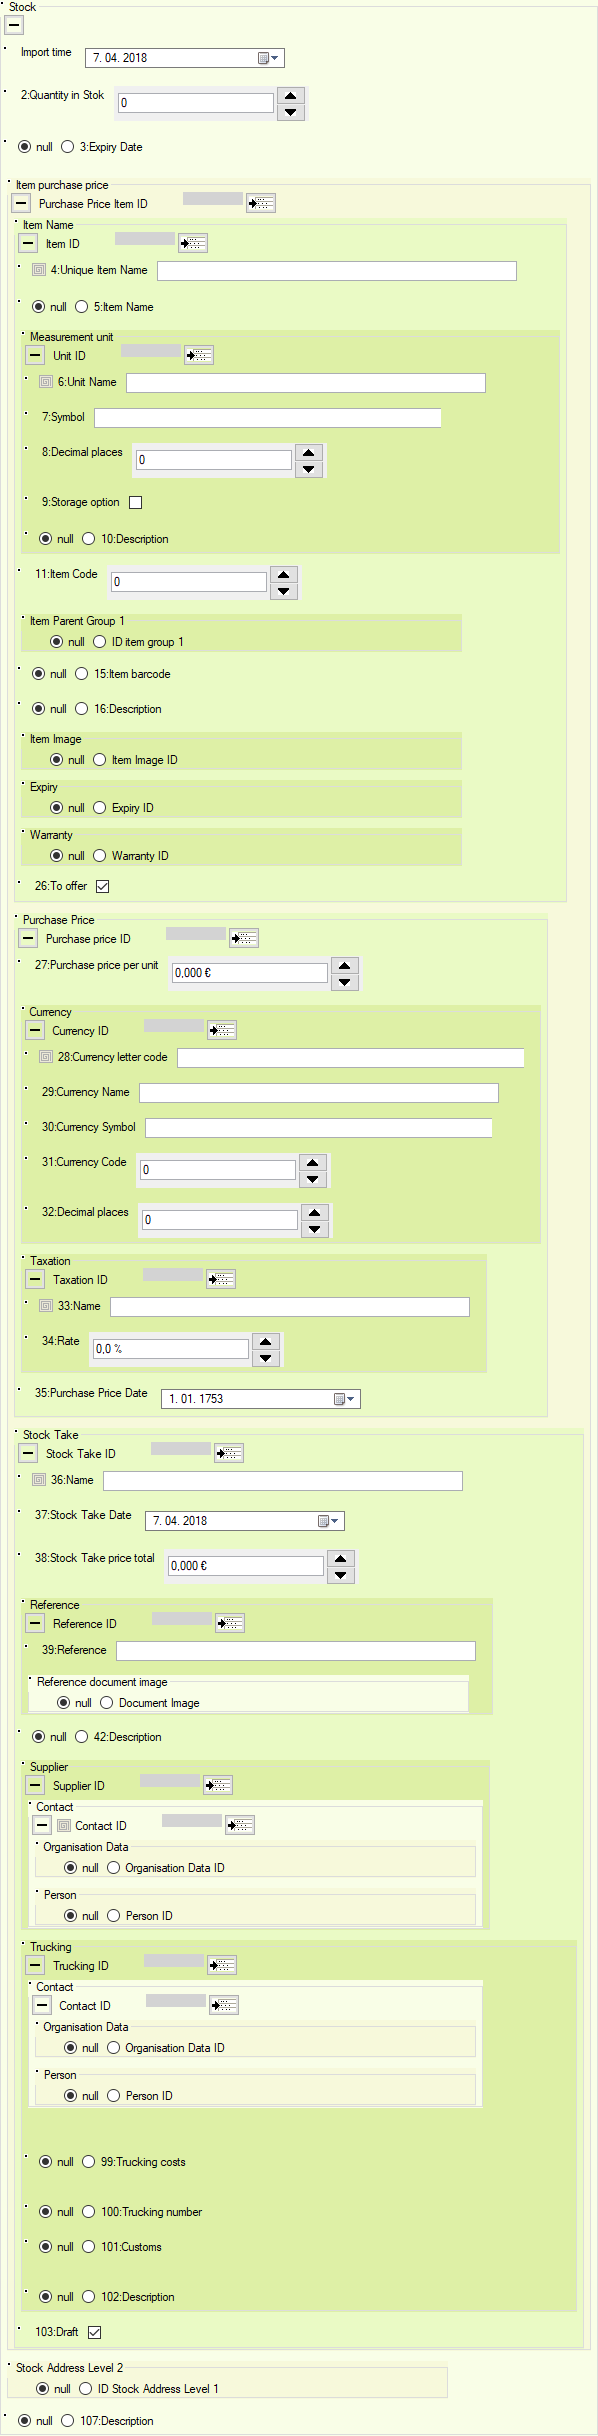 Stock
Import time 7. 04. 2018
2:Quantity in Stok 0
null 3:Expiry Date
Item purchase price
Purchase Price Item ID
Item Name
Item ID
4:Unique Item Name
null 5:Item Name
Measurement unit
Unit ID
6:Unit Name
7:Symbol
8:Decimal places 0
9:Storage option
null 10:Description
11:Item Code 0
Item Parent Group 1
null ID item group 1
null 15:Item barcode
null 16:Description
Item Image
null Item Image ID
Expiry
null Expiry ID
Warranty
null Warranty ID
26:To offer
Purchase Price
Purchase price ID
27:Purchase price per unit 0,000 €
Currency
Currency ID
28:Currency letter code
29:Currency Name
30:Currency Symbol
31:Currency Code 0
32:Decimal places 0
Taxation
Taxation ID
33:Name
34:Rate 0,0 %
35:Purchase Price Date 1. 01. 1753
Stock Take
Stock Take ID
36:Name
37:Stock Take Date 7. 04. 2018
38:Stock Take price total 0,000 €
Reference
Reference ID
39:Reference
Reference document image
null Document Image
null 42:Description
Supplier
Supplier ID
Contact
Contact ID
Organisation Data
null Organisation Data ID
Person
null Person ID
Trucking
Trucking ID
Contact
Contact ID
Organisation Data
null Organisation Data ID
Person
null Person ID
null 99:Trucking costs
null 100:Trucking number
null 101:Customs
null 102:Description
103:Draft
Stock Address Level 2
null ID Stock Address Level 1
null 107:Description